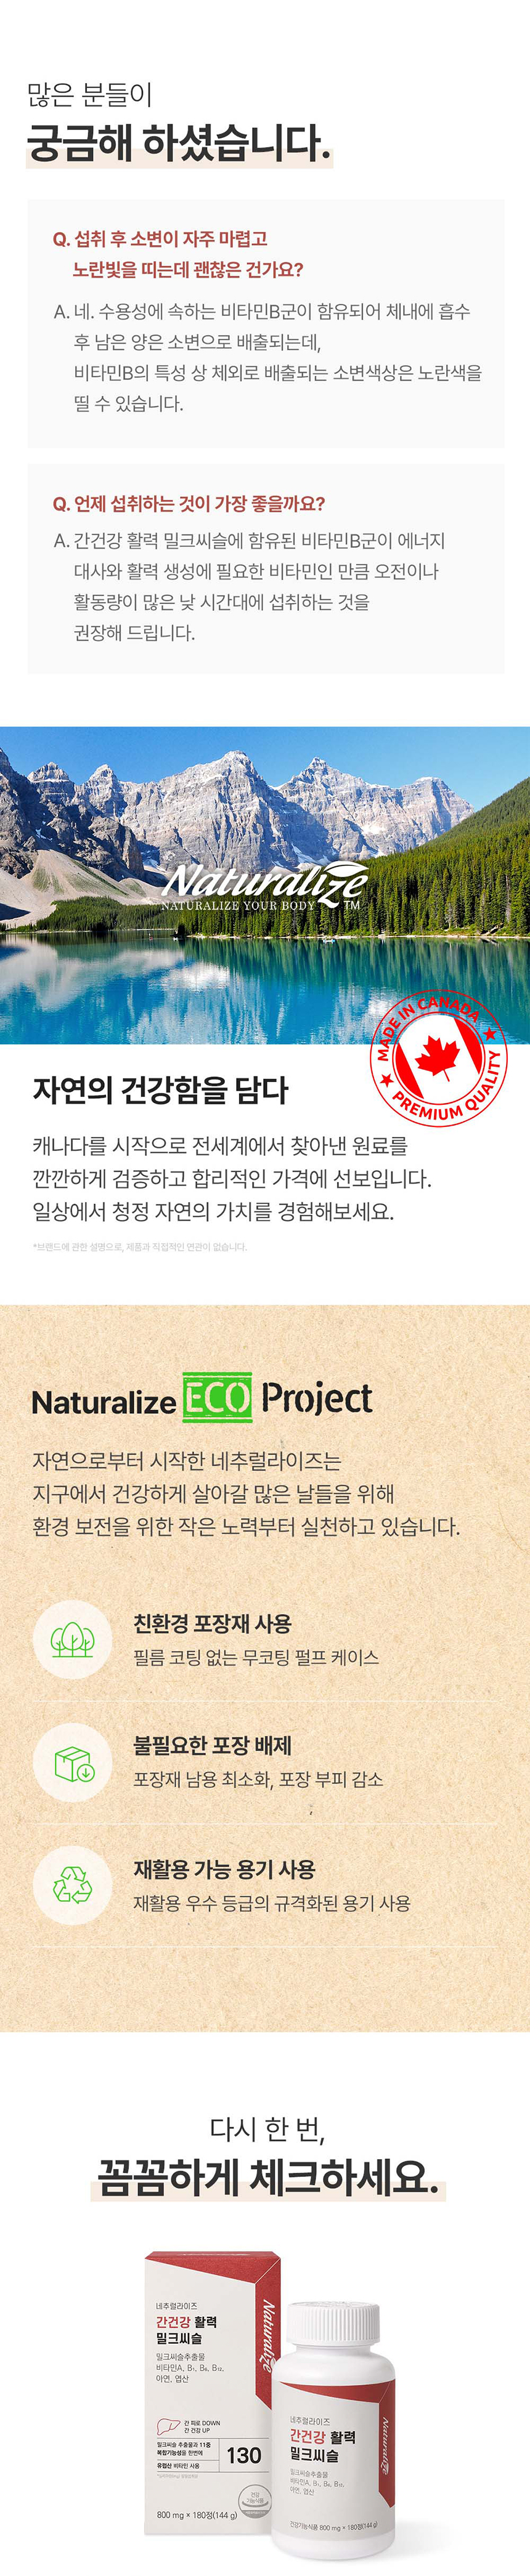 많은 분들이
궁금해 하셨습니다.
Q. 섭취 후 소변이 자주 마렵고
노란빛을 띠는데 괜찮은 건가요?
A. 네. 수용성에 속하는 비타민B군이 함유되어 체내에 흡수
후 남은 양은 소변으로 배출되는데,
비타민B의 특성 상 체외로 배출되는 소변색상은 노란색을
띨 수 있습니다.
Q. 언제 섭취하는 것이 가장 좋을까요?
A. 간건강 활력 밀크씨슬에 함유된 비타민B군이 에너지
대사와 활력 생성에 필요한 비타민인 만큼 오전이나
활동량이 많은 낮 시간대에 섭취하는 것을
권장해 드립니다.
Naturalize
NATURALIZE YOUR BODY TM
MADE IN CANADA
PREMIUM QUALITY
자연의 건강함을 담다
캐나다를 시작으로 전세계에서 찾아낸 원료를
깐깐하게 검증하고 합리적인 가격에 선보입니다.
일상에서 청정 자연의 가치를 경험해보세요.
*브랜드에 관한 설명으로, 제품과 직접적인 연관이 없습니다.
Naturalize ECO Project
자연으로부터 시작한 네추럴라이즈는
지구에서 건강하게 살아갈 많은 날들을 위해
환경 보전을 위한 작은 노력부터 실천하고 있습니다.
친환경 포장재 사용
필름 코팅 없는 무코팅 펄프 케이스
불필요한 포장 배제
포장재 남용 최소화, 포장 부피 감소
재활용 가능 용기 사용
재활용 우수 등급의 규격화된 용기 사용
다시 한 번,
꼼꼼하게 체크하세요.
네추럴라이즈
간건강 활력
밀크씨슬
밀크씨슬추출물
비타민A, B₁, B₆, B₁₂,
아연, 엽산
Naturalize
간 피로 DOWN
간 건강 UP
밀크씨슬 추출물과 11중
복합기능성을 한번에
유럽산 비타민 사용
130
건강
기능식품
800 mg × 180정(144 g)
네추럴라이즈
간건강 활력
밀크씨슬
밀크씨슬추출물
비타민A, B₁, B₆, B₁₂,
아연, 엽산
Naturalize
건강기능식품 800 mg × 180정(144 g)